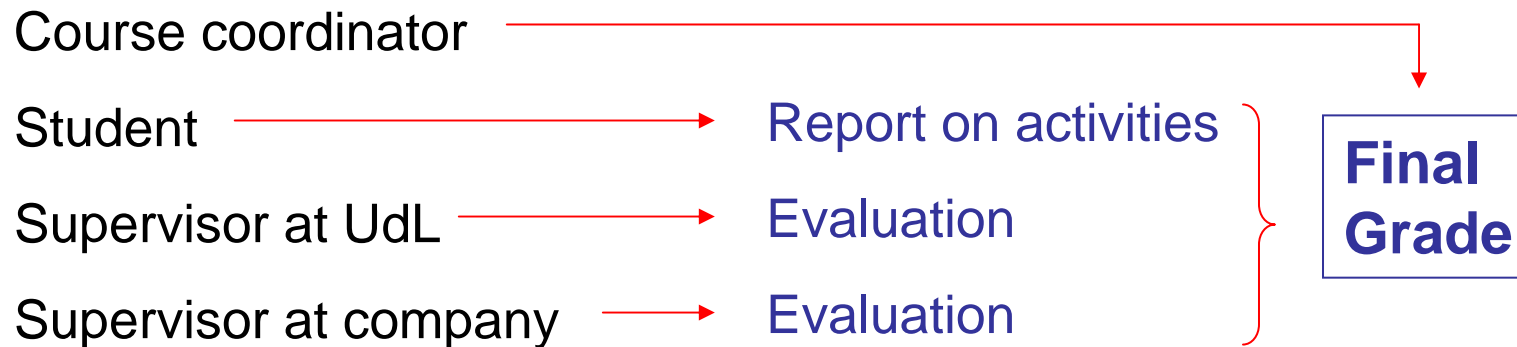 Course coordinator
Student
Report on activities
Supervisor at UdL
Evaluation
Supervisor at company
Evaluation
Final
Grade